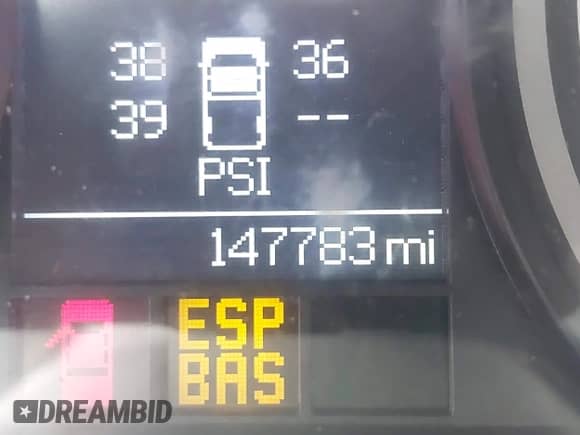 38 36
39 --
PSI
147783 mi
ESP
BAS
DREAMBID